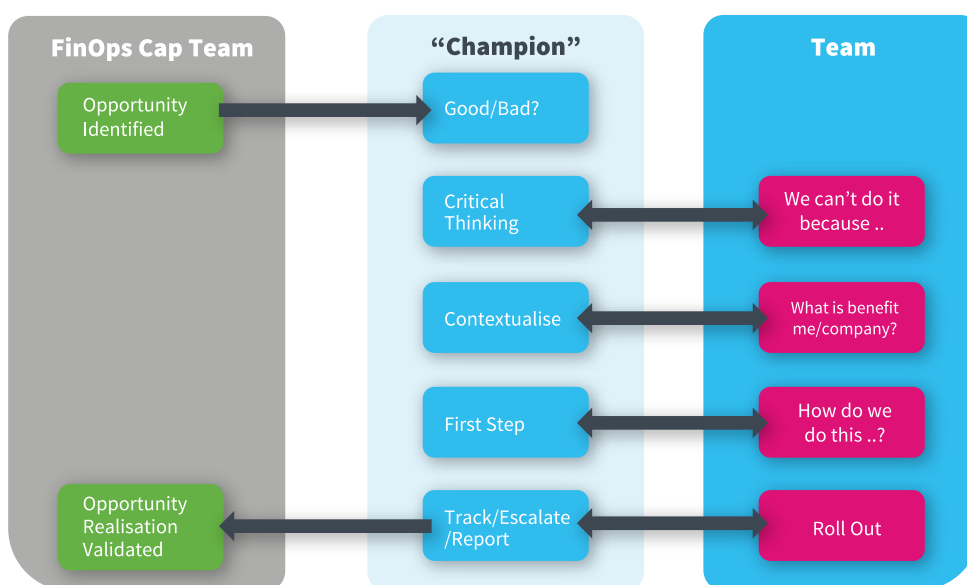 FinOps Cap Team
“Champion”
Team
Opportunity
Identified
Good/Bad?
Critical
Thinking
We can’t do it
because ..
Contextualise
What is benefit
me/company?
First Step
How do we
do this ..?
Opportunity
Realisation
Validated
Track/Escalate
/Report
Roll Out